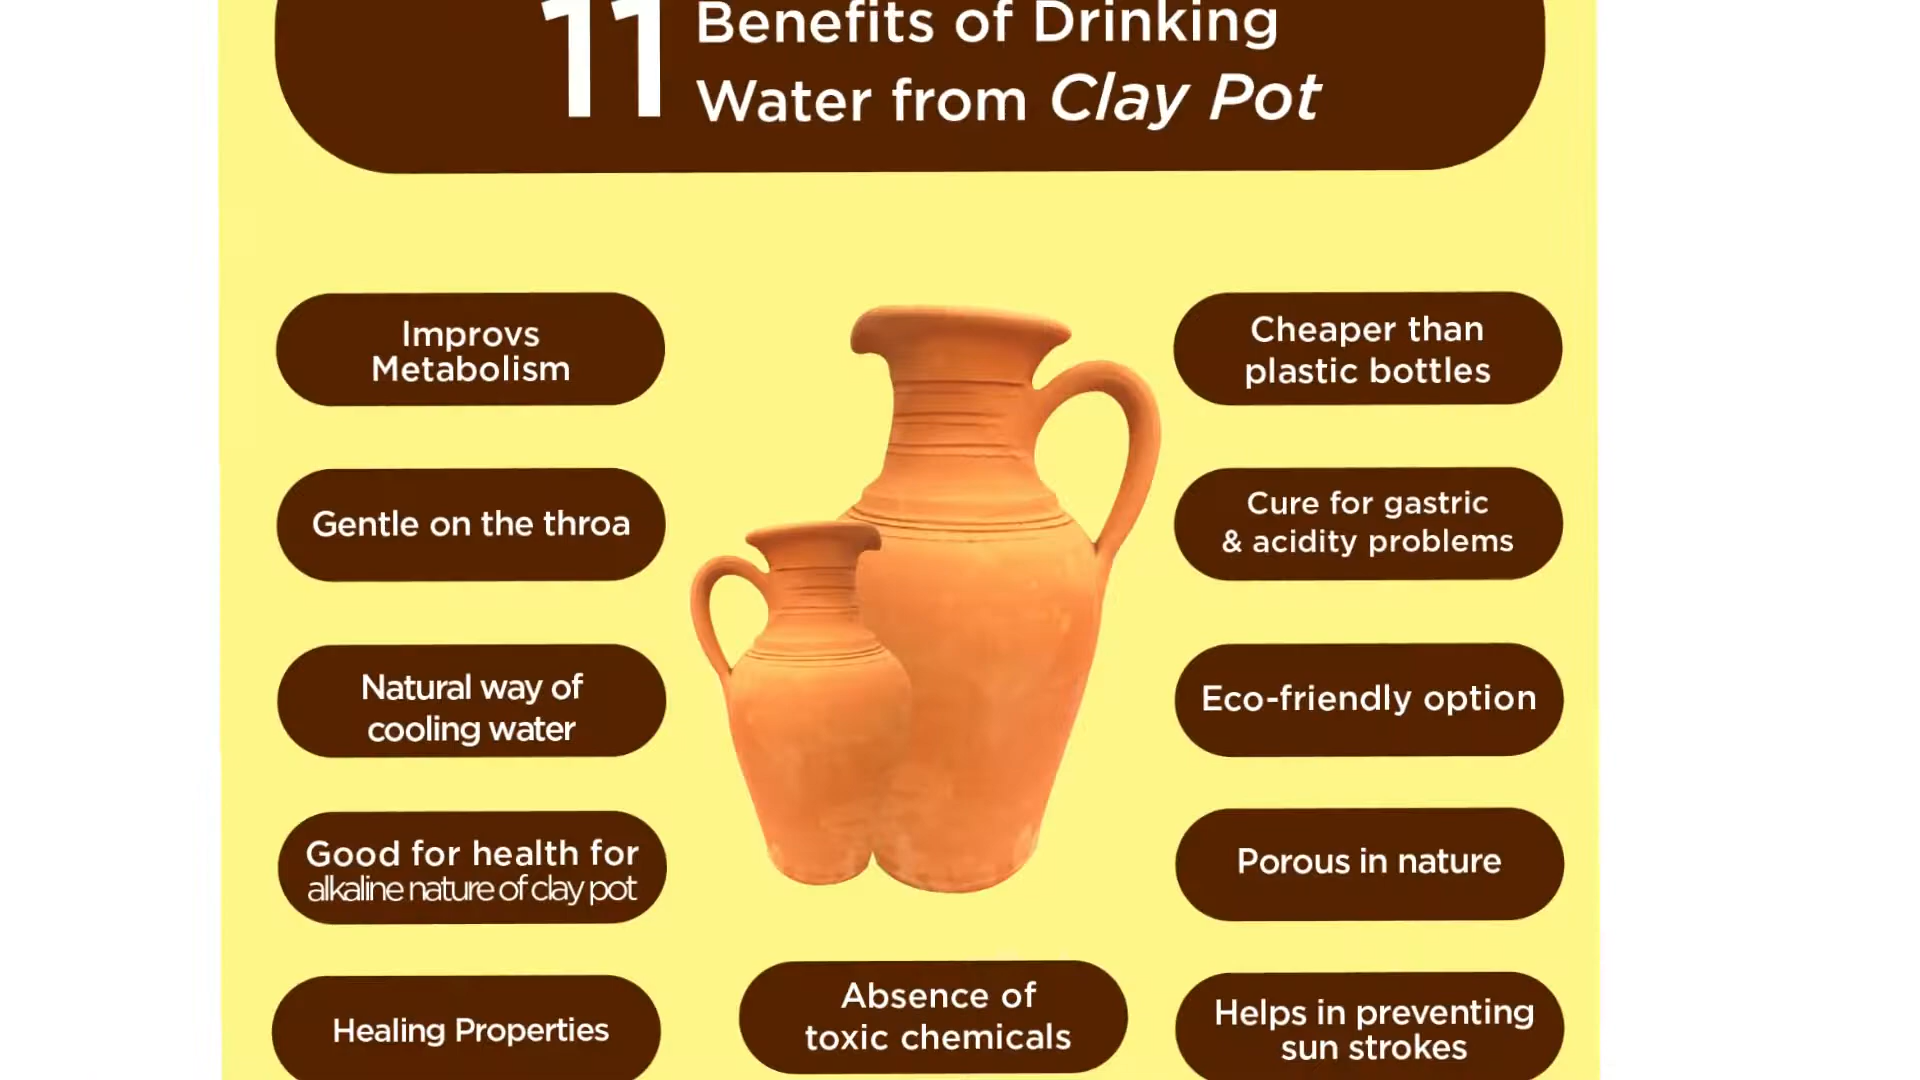 11
Benefits of Drinking
Water from Clay Pot
Improvs
Metabolism
Gentle on the throa
Natural way of
cooling water
Good for health for
alkaline nature of clay pot
Healing Properties
Absence of
toxic chemicals
Cheaper than
plastic bottles
Cure for gastric
& acidity problems
Eco-friendly option
Porous in nature
Helps in preventing
sun strokes